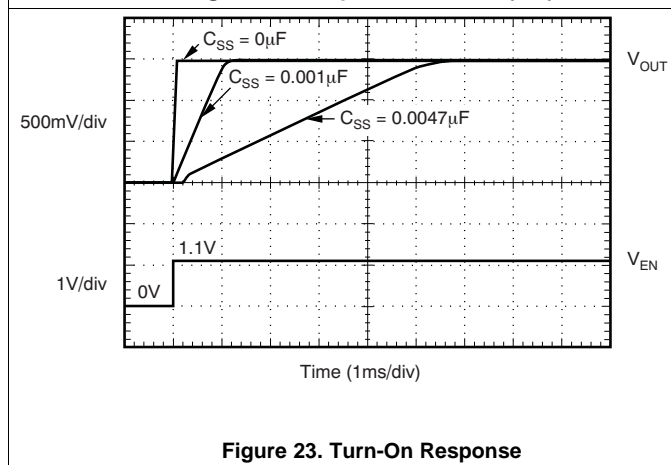 C_SS = 0μF
V_OUT
C_SS = 0.001μF
500mV/div
C_SS = 0.0047μF
1.1V
V_EN
1V/div
0V
Time (1ms/div)
Figure 23. Turn-On Response